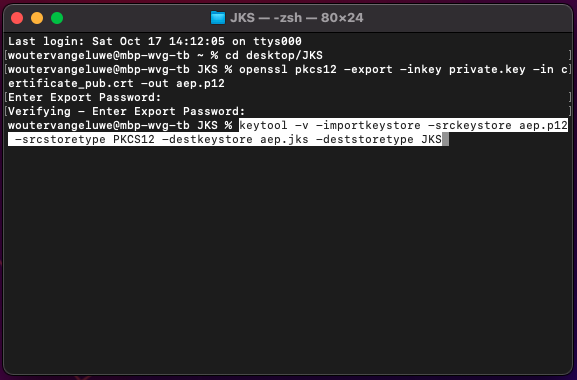 JKS — -zsh — 80×24
Last login: Sat Oct 17 14:12:05 on ttys000
[woutervangeluwe@mbp-wvg-tb ~ % cd desktop/JKS ]
[woutervangeluwe@mbp-wvg-tb JKS % openssl pkcs12 -export -inkey private.key -in c]
ertificate_pub.crt -out aep.p12
[Enter Export Password: ]
[Verifying - Enter Export Password: ]
woutervangeluwe@mbp-wvg-tb JKS % keytool -v -importkeystore -srckeystore aep.p12
-srcstoretype PKCS12 -destkeystore aep.jks -deststoretype JKS